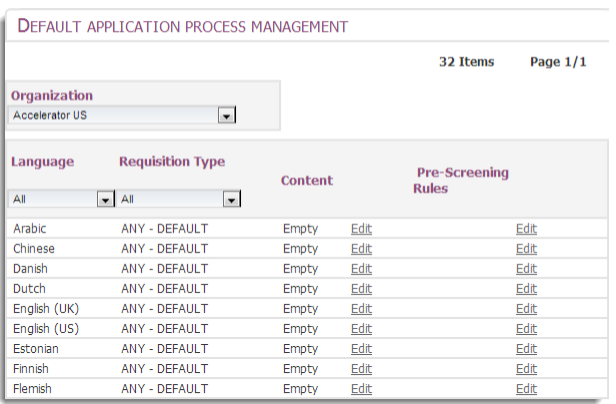 DEFAULT APPLICATION PROCESS MANAGEMENT
32 Items Page 1/1
Organization
Accelerator US
Language Requisition Type Content Pre-Screening Rules
All All
Arabic ANY - DEFAULT Empty Edit Edit
Chinese ANY - DEFAULT Empty Edit Edit
Danish ANY - DEFAULT Empty Edit Edit
Dutch ANY - DEFAULT Empty Edit Edit
English (UK) ANY - DEFAULT Empty Edit Edit
English (US) ANY - DEFAULT Empty Edit Edit
Estonian ANY - DEFAULT Empty Edit Edit
Finnish ANY - DEFAULT Empty Edit Edit
Flemish ANY - DEFAULT Empty Edit Edit